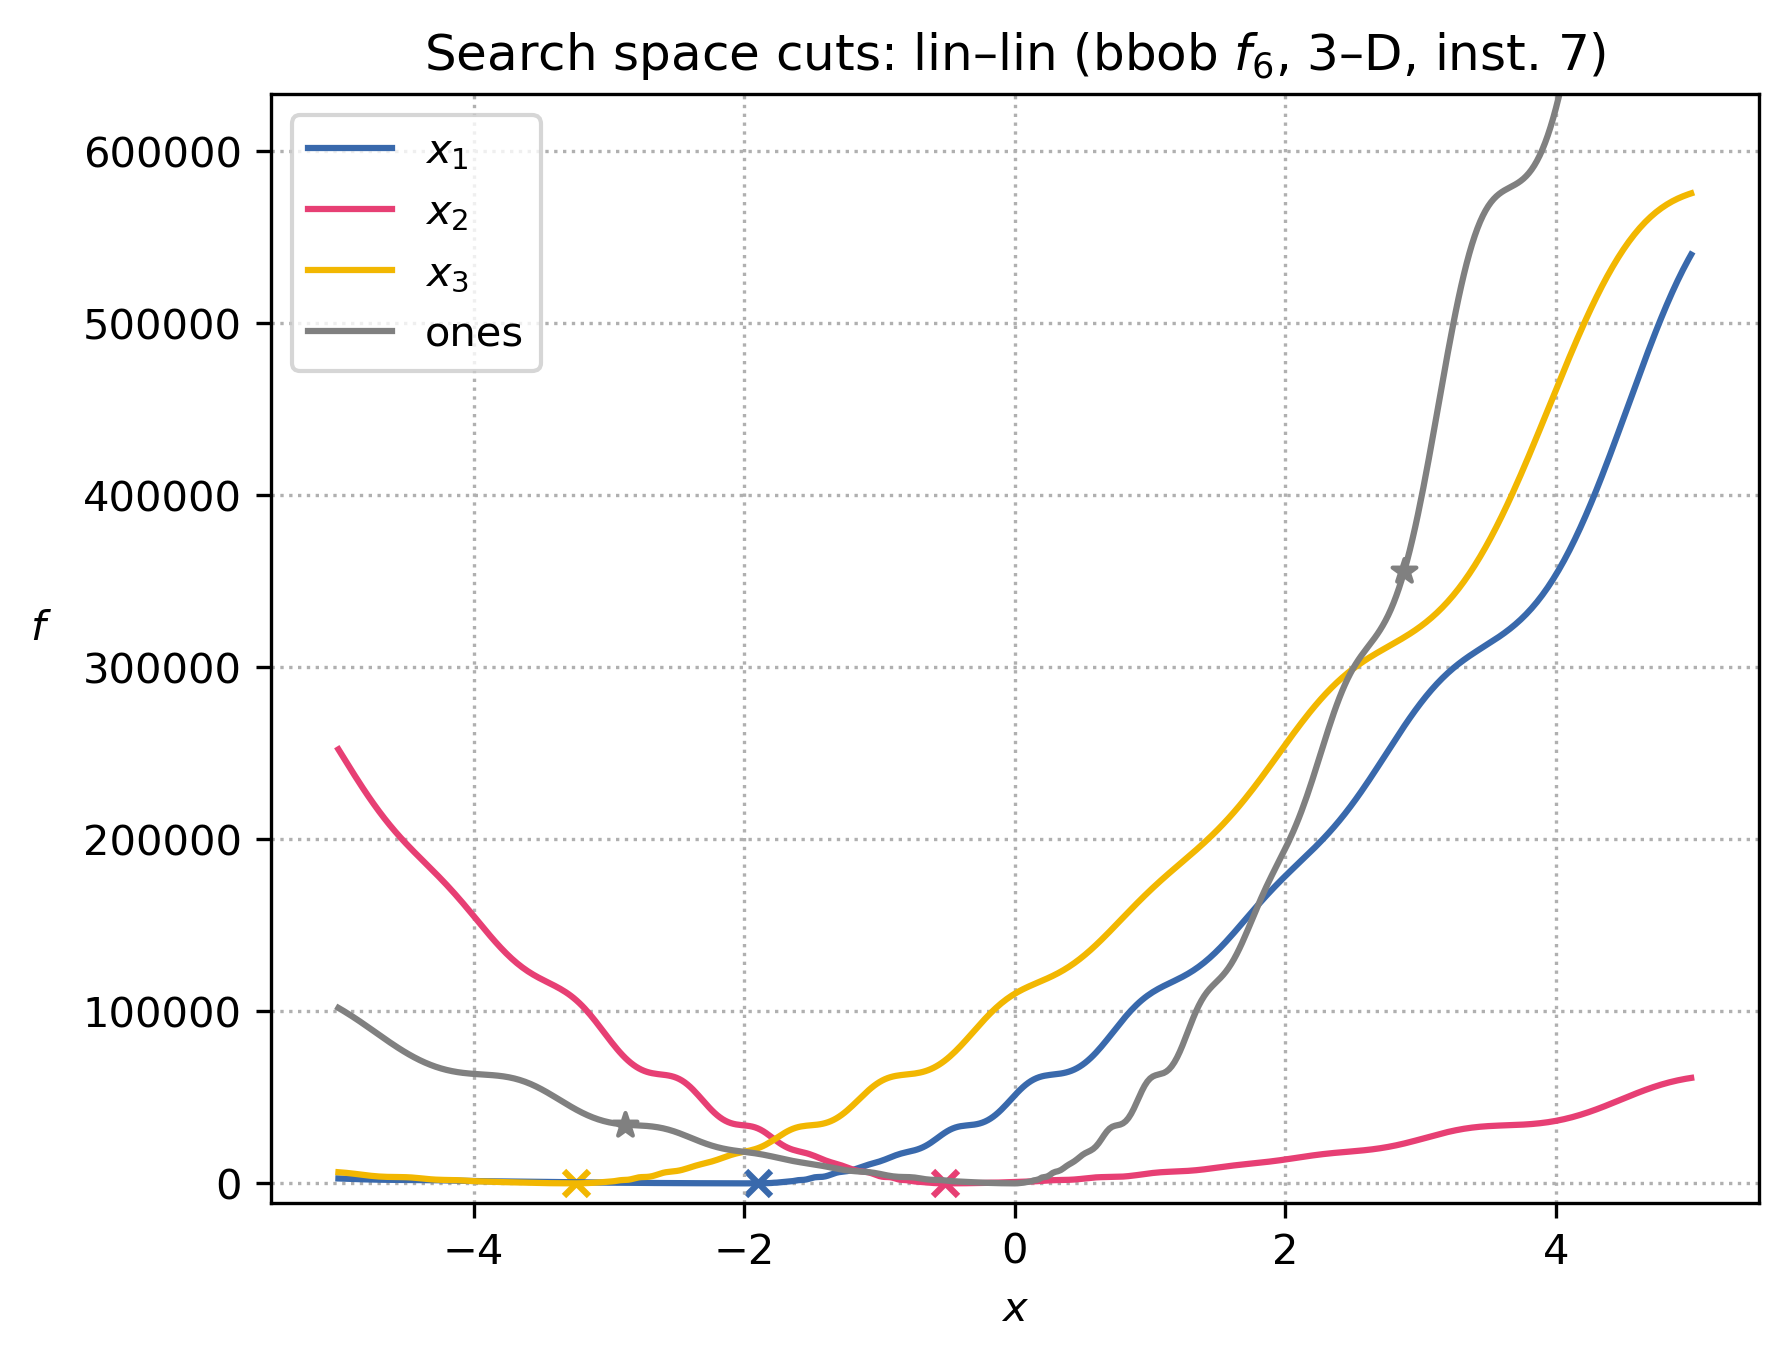 Search space cuts: lin–lin (bbob f₆, 3–D, inst. 7)
600000
500000
400000
300000
200000
100000
0
f
x₁
x₂
x₃
ones
−4 −2 0 2 4
x